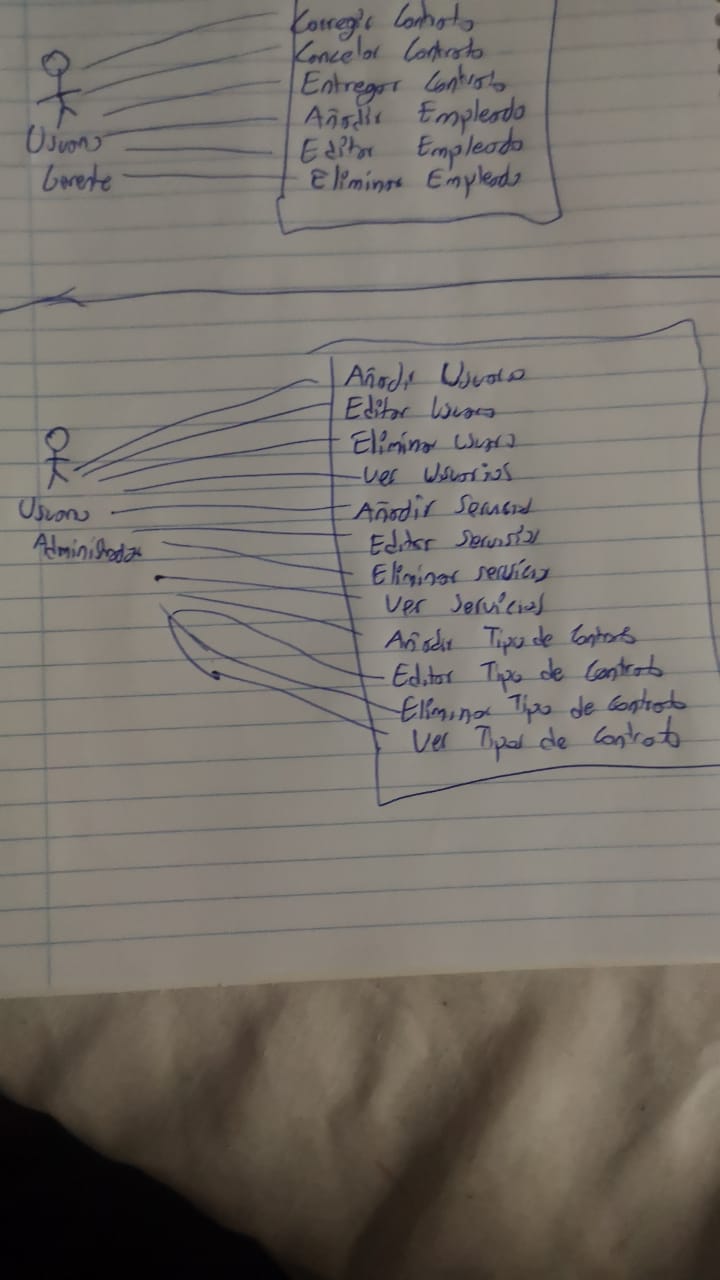 Corregir Contrato
Cancelar Contrato
Entregar Contrato
Añadir Empleado
Editar Empleado
Eliminar Empleado
Usuario
Gerente
Añadir Usuario
Editar Usuario
Eliminar Usuario
Ver Usuarios
Añadir Servicio
Editar Servicio
Eliminar servicio
Ver Servicios
Añadir Tipo de Contrato
Editar Tipo de Contrato
Eliminar Tipo de Contrato
Ver Tipos de Contrato
Usuario
Administrador